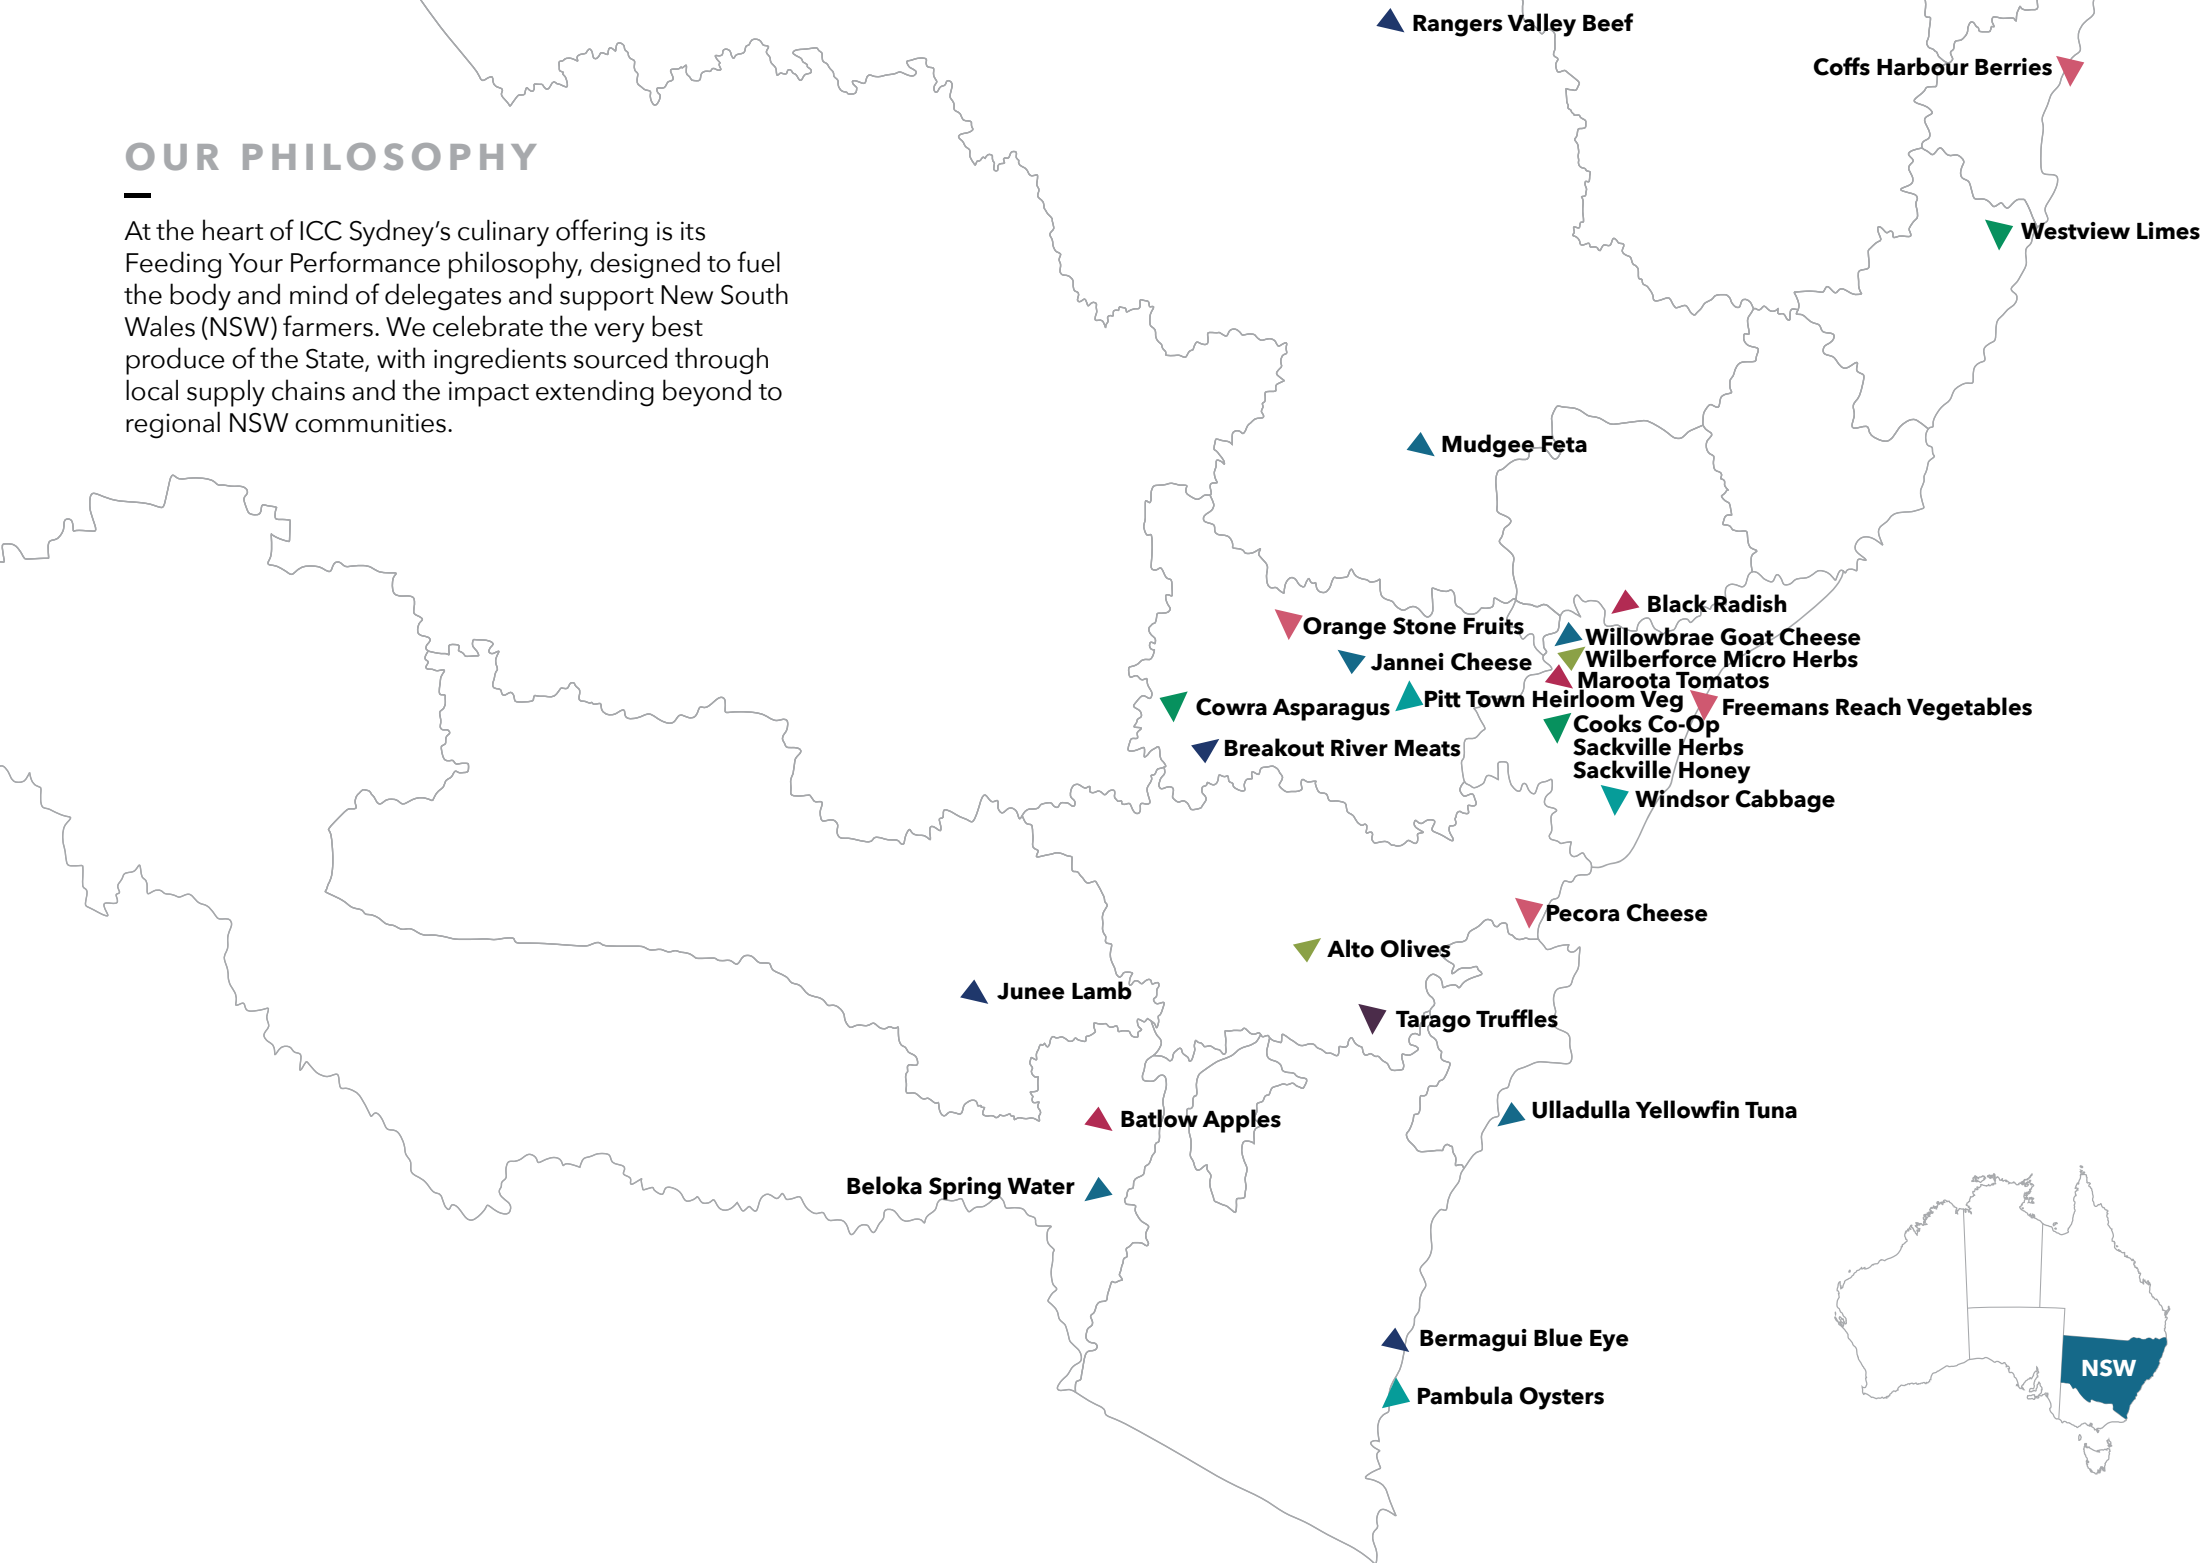 Rangers Valley Beef
Coffs Harbour Berries
OUR PHILOSOPHY
At the heart of ICC Sydney’s culinary offering is its
Feeding Your Performance philosophy, designed to fuel
the body and mind of delegates and support New South
Wales (NSW) farmers. We celebrate the very best
produce of the State, with ingredients sourced through
local supply chains and the impact extending beyond to
regional NSW communities.
Westview Limes
Mudgee Feta
Black Radish
Orange Stone Fruits
Willowbrae Goat Cheese
Jannei Cheese
Wilberforce Micro Herbs
Maroota Tomatos
Cowra Asparagus
Pitt Town Heirloom Veg
Freemans Reach Vegetables
Cooks Co-Op
Breakout River Meats
Sackville Herbs
Sackville Honey
Windsor Cabbage
Pecora Cheese
Alto Olives
Junee Lamb
Tarago Truffles
Batlow Apples
Ulladulla Yellowfin Tuna
Beloka Spring Water
Bermagui Blue Eye
NSW
Pambula Oysters